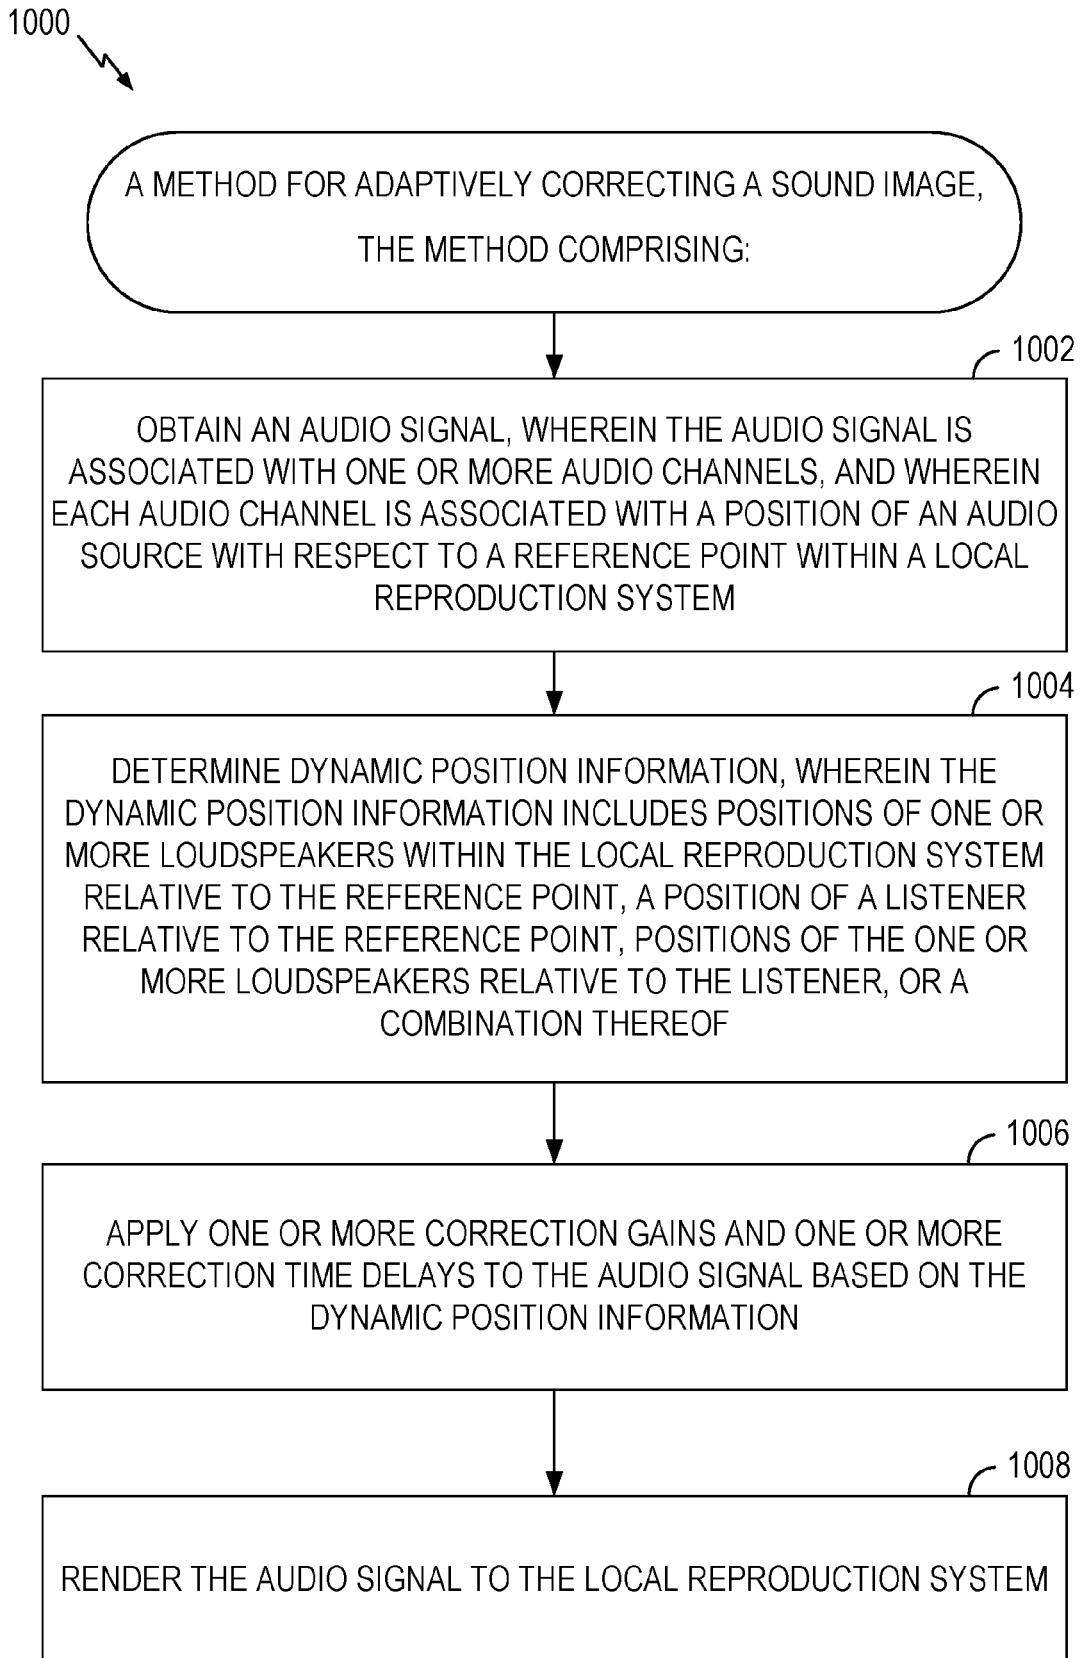 1000
A METHOD FOR ADAPTIVELY CORRECTING A SOUND IMAGE,
THE METHOD COMPRISING:
1002
OBTAIN AN AUDIO SIGNAL, WHEREIN THE AUDIO SIGNAL IS
ASSOCIATED WITH ONE OR MORE AUDIO CHANNELS, AND WHEREIN
EACH AUDIO CHANNEL IS ASSOCIATED WITH A POSITION OF AN AUDIO
SOURCE WITH RESPECT TO A REFERENCE POINT WITHIN A LOCAL
REPRODUCTION SYSTEM
1004
DETERMINE DYNAMIC POSITION INFORMATION, WHEREIN THE
DYNAMIC POSITION INFORMATION INCLUDES POSITIONS OF ONE OR
MORE LOUDSPEAKERS WITHIN THE LOCAL REPRODUCTION SYSTEM
RELATIVE TO THE REFERENCE POINT, A POSITION OF A LISTENER
RELATIVE TO THE REFERENCE POINT, POSITIONS OF THE ONE OR
MORE LOUDSPEAKERS RELATIVE TO THE LISTENER, OR A
COMBINATION THEREOF
1006
APPLY ONE OR MORE CORRECTION GAINS AND ONE OR MORE
CORRECTION TIME DELAYS TO THE AUDIO SIGNAL BASED ON THE
DYNAMIC POSITION INFORMATION
1008
RENDER THE AUDIO SIGNAL TO THE LOCAL REPRODUCTION SYSTEM